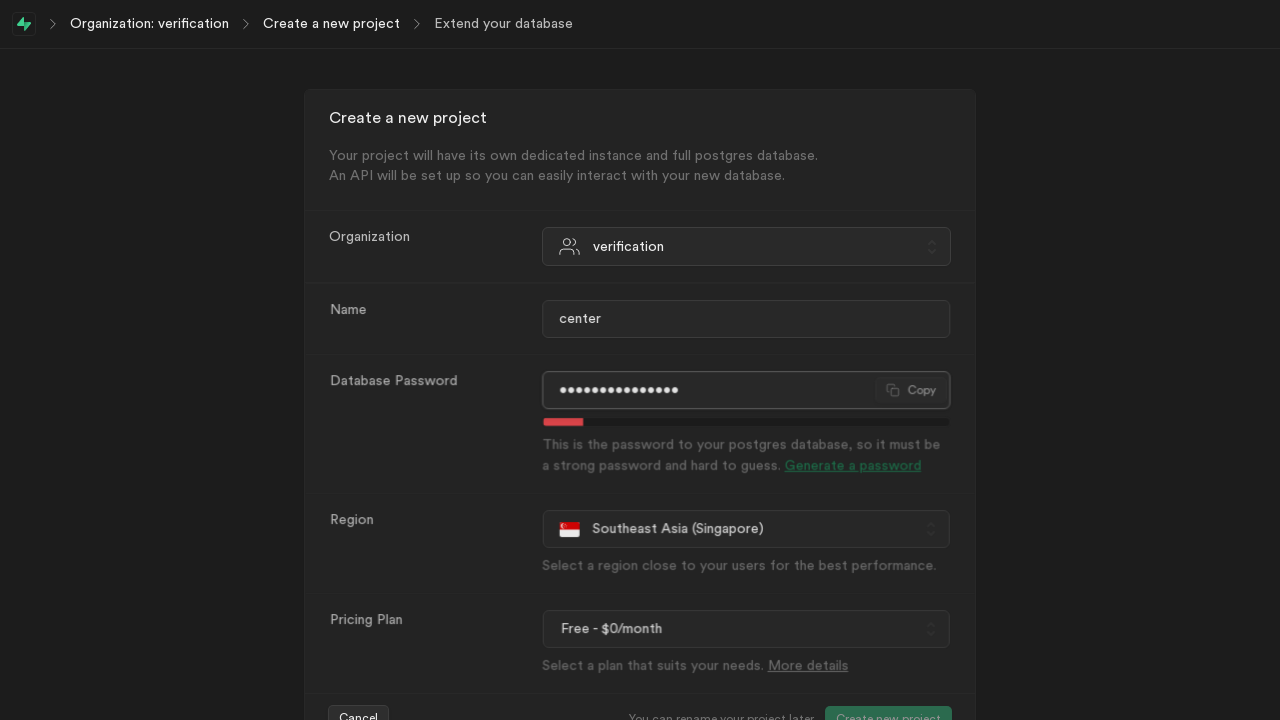 Organization: verification > Create a new project > Extend your database
Create a new project
Your project will have its own dedicated instance and full postgres database.
An API will be set up so you can easily interact with your new database.
Organization
verification
Name
center
Database Password
•••••••••••••••
Copy
This is the password to your postgres database, so it must be
a strong password and hard to guess. Generate a password
Region
Southeast Asia (Singapore)
Select a region close to your users for the best performance.
Pricing Plan
Free - $0/month
Select a plan that suits your needs. More details
Cancel
You can rename your project later
Create new project